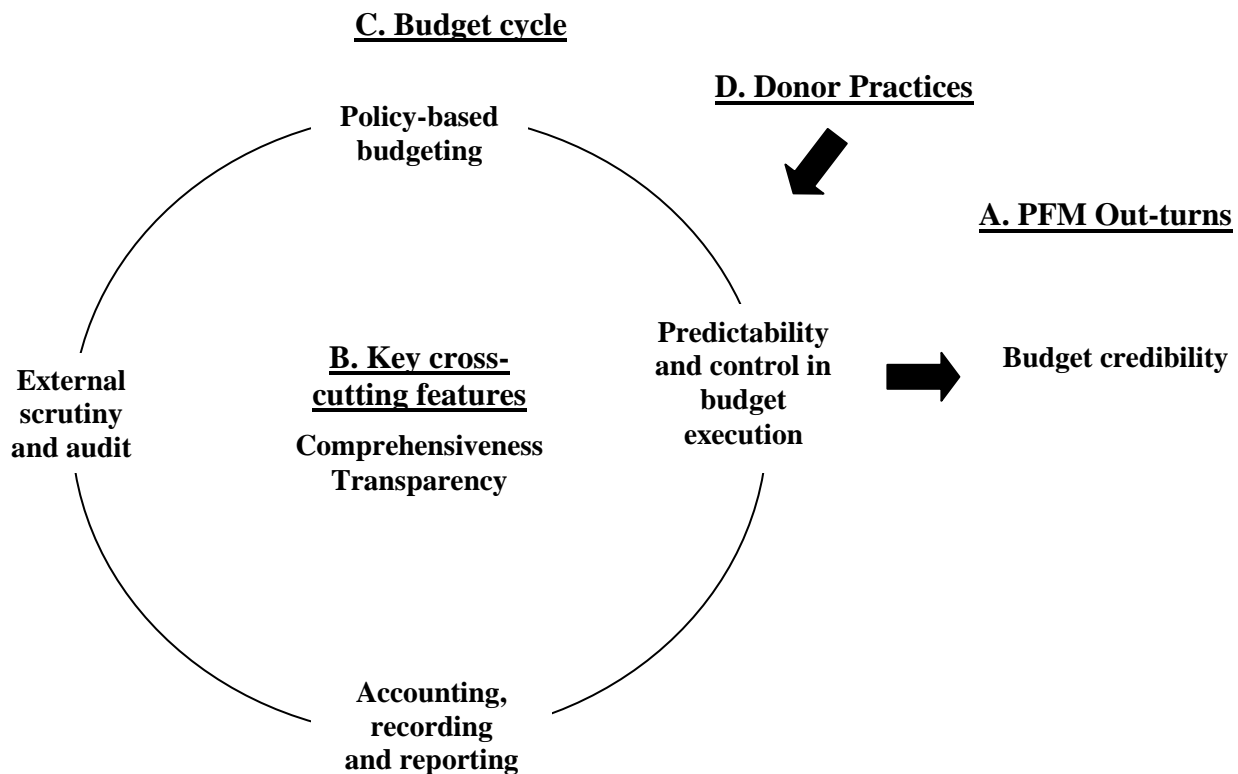 C. Budget cycle
D. Donor Practices
Policy-based
budgeting
A. PFM Out-turns
Predictability
and control in
budget
execution
Budget credibility
B. Key cross-
cutting features
Comprehensiveness
Transparency
External
scrutiny
and audit
Accounting,
recording
and reporting